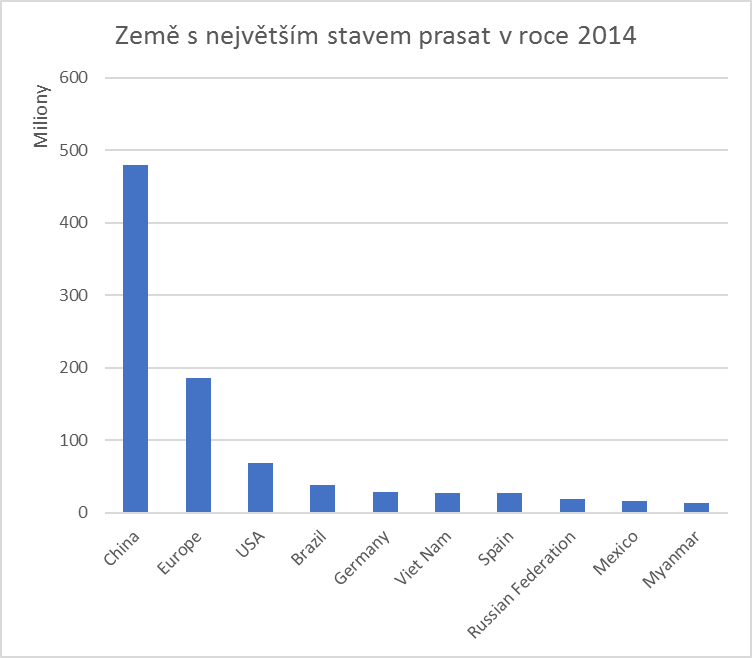 Země s největším stavem prasat v roce 2014
Miliony
600
500
400
300
200
100
0
China
Europe
USA
Brazil
Germany
Viet Nam
Spain
Russian Federation
Mexico
Myanmar